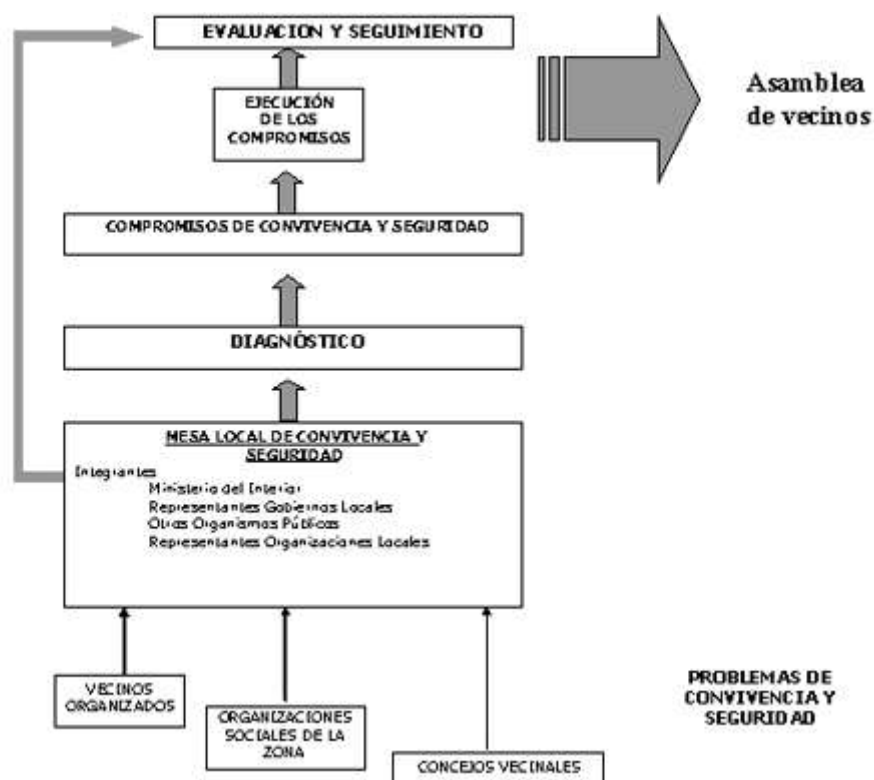 EVALUACION Y SEGUIMIENTO
EJECUCIÓN
DE LOS
COMPROMISOS
Asamblea
de vecinos
COMPROMISOS DE CONVIVENCIA Y SEGURIDAD
DIAGNÓSTICO
MESA LOCAL DE CONVIVENCIA Y
SEGURIDAD
Integrantes
Ministerio del Interior
Representantes Gobiernos Locales
Otros Organismos Públicos
Representantes Organizaciones Locales
VECINOS
ORGANIZADOS
ORGANIZACIONES
SOCIALES DE LA
ZONA
CONCEJOS VECINALES
PROBLEMAS DE
CONVIVENCIA Y
SEGURIDAD